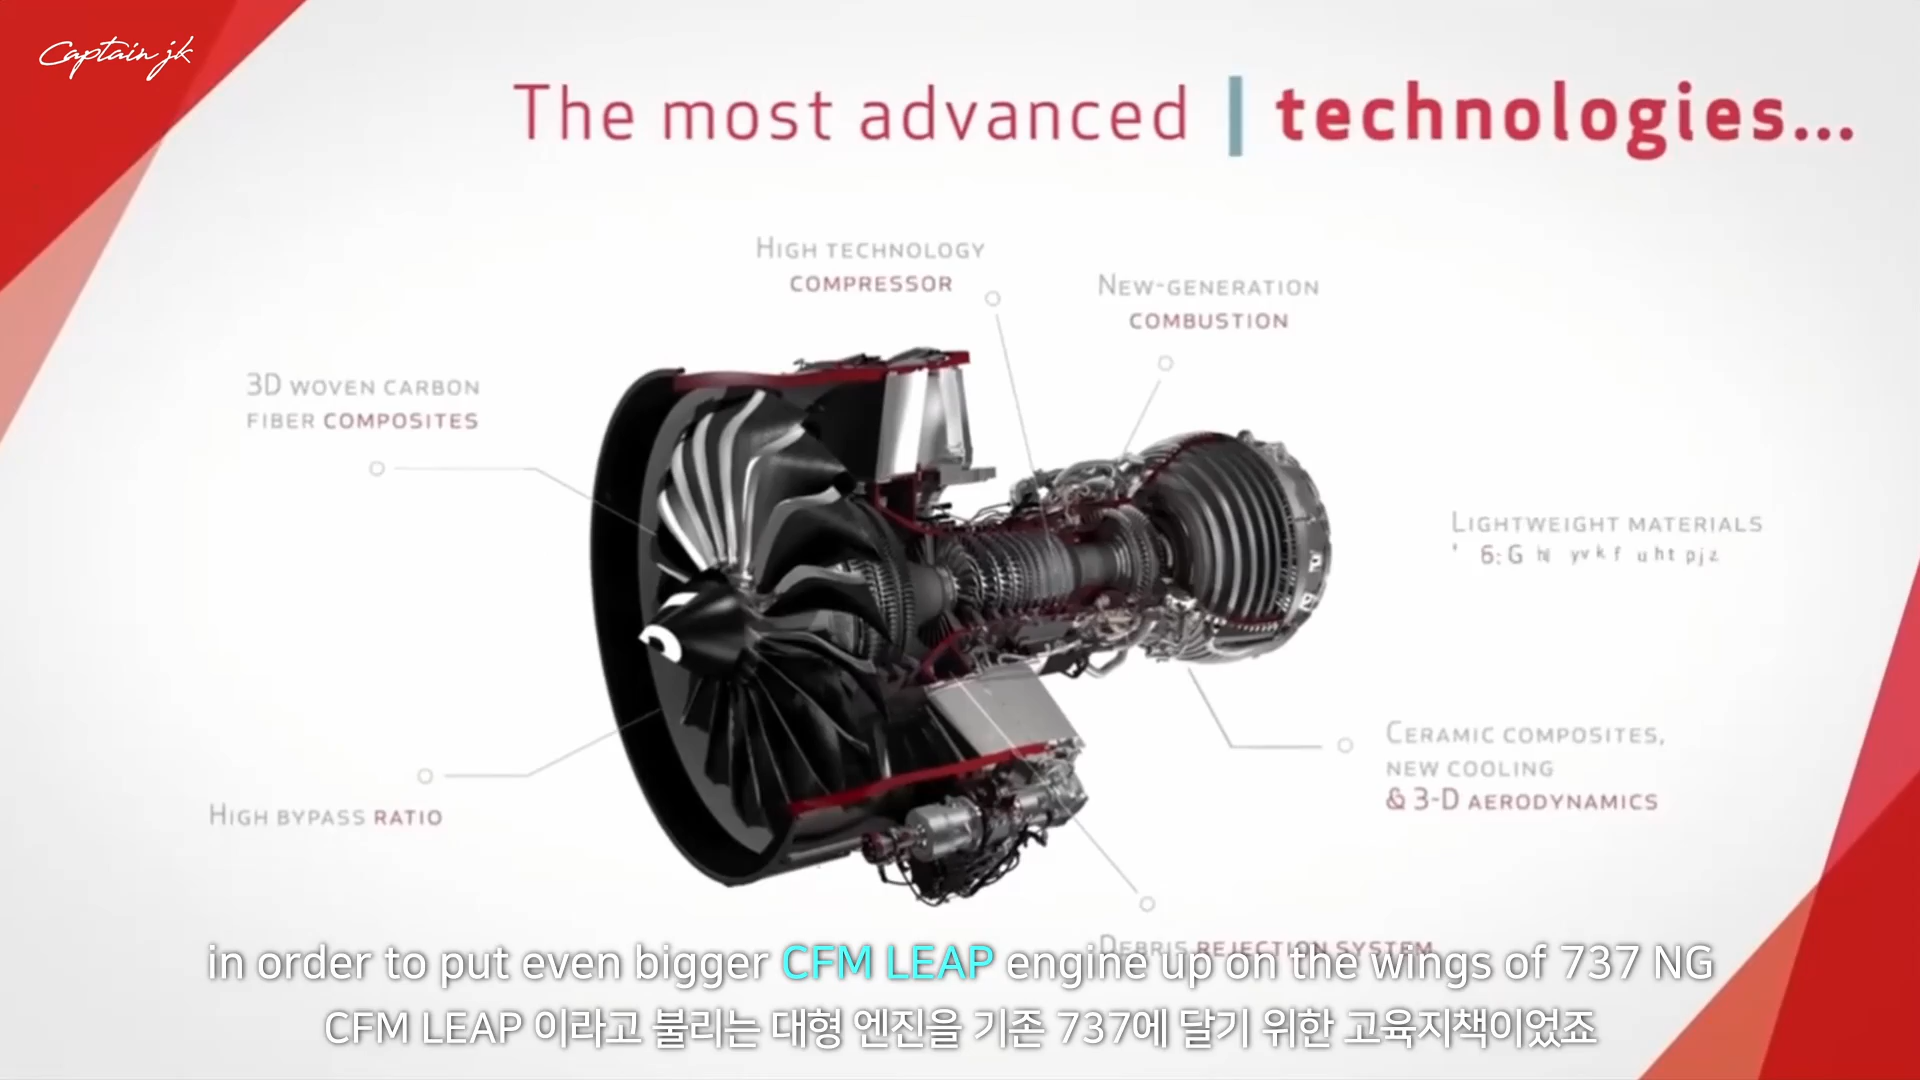 Captain jk
The most advanced | technologies...
HIGH TECHNOLOGY
COMPRESSOR
NEW-GENERATION
COMBUSTION
3D WOVEN CARBON
FIBER COMPOSITES
LIGHTWEIGHT MATERIALS
CERAMIC COMPOSITES,
NEW COOLING
& 3-D AERODYNAMICS
HIGH BYPASS RATIO
DEBRIS REJECTION SYSTEM
in order to put even bigger CFM LEAP engine up on the wings of 737 NG
CFM LEAP 이라고 불리는 대형 엔진을 기존 737에 달기 위한 고육지책이었죠